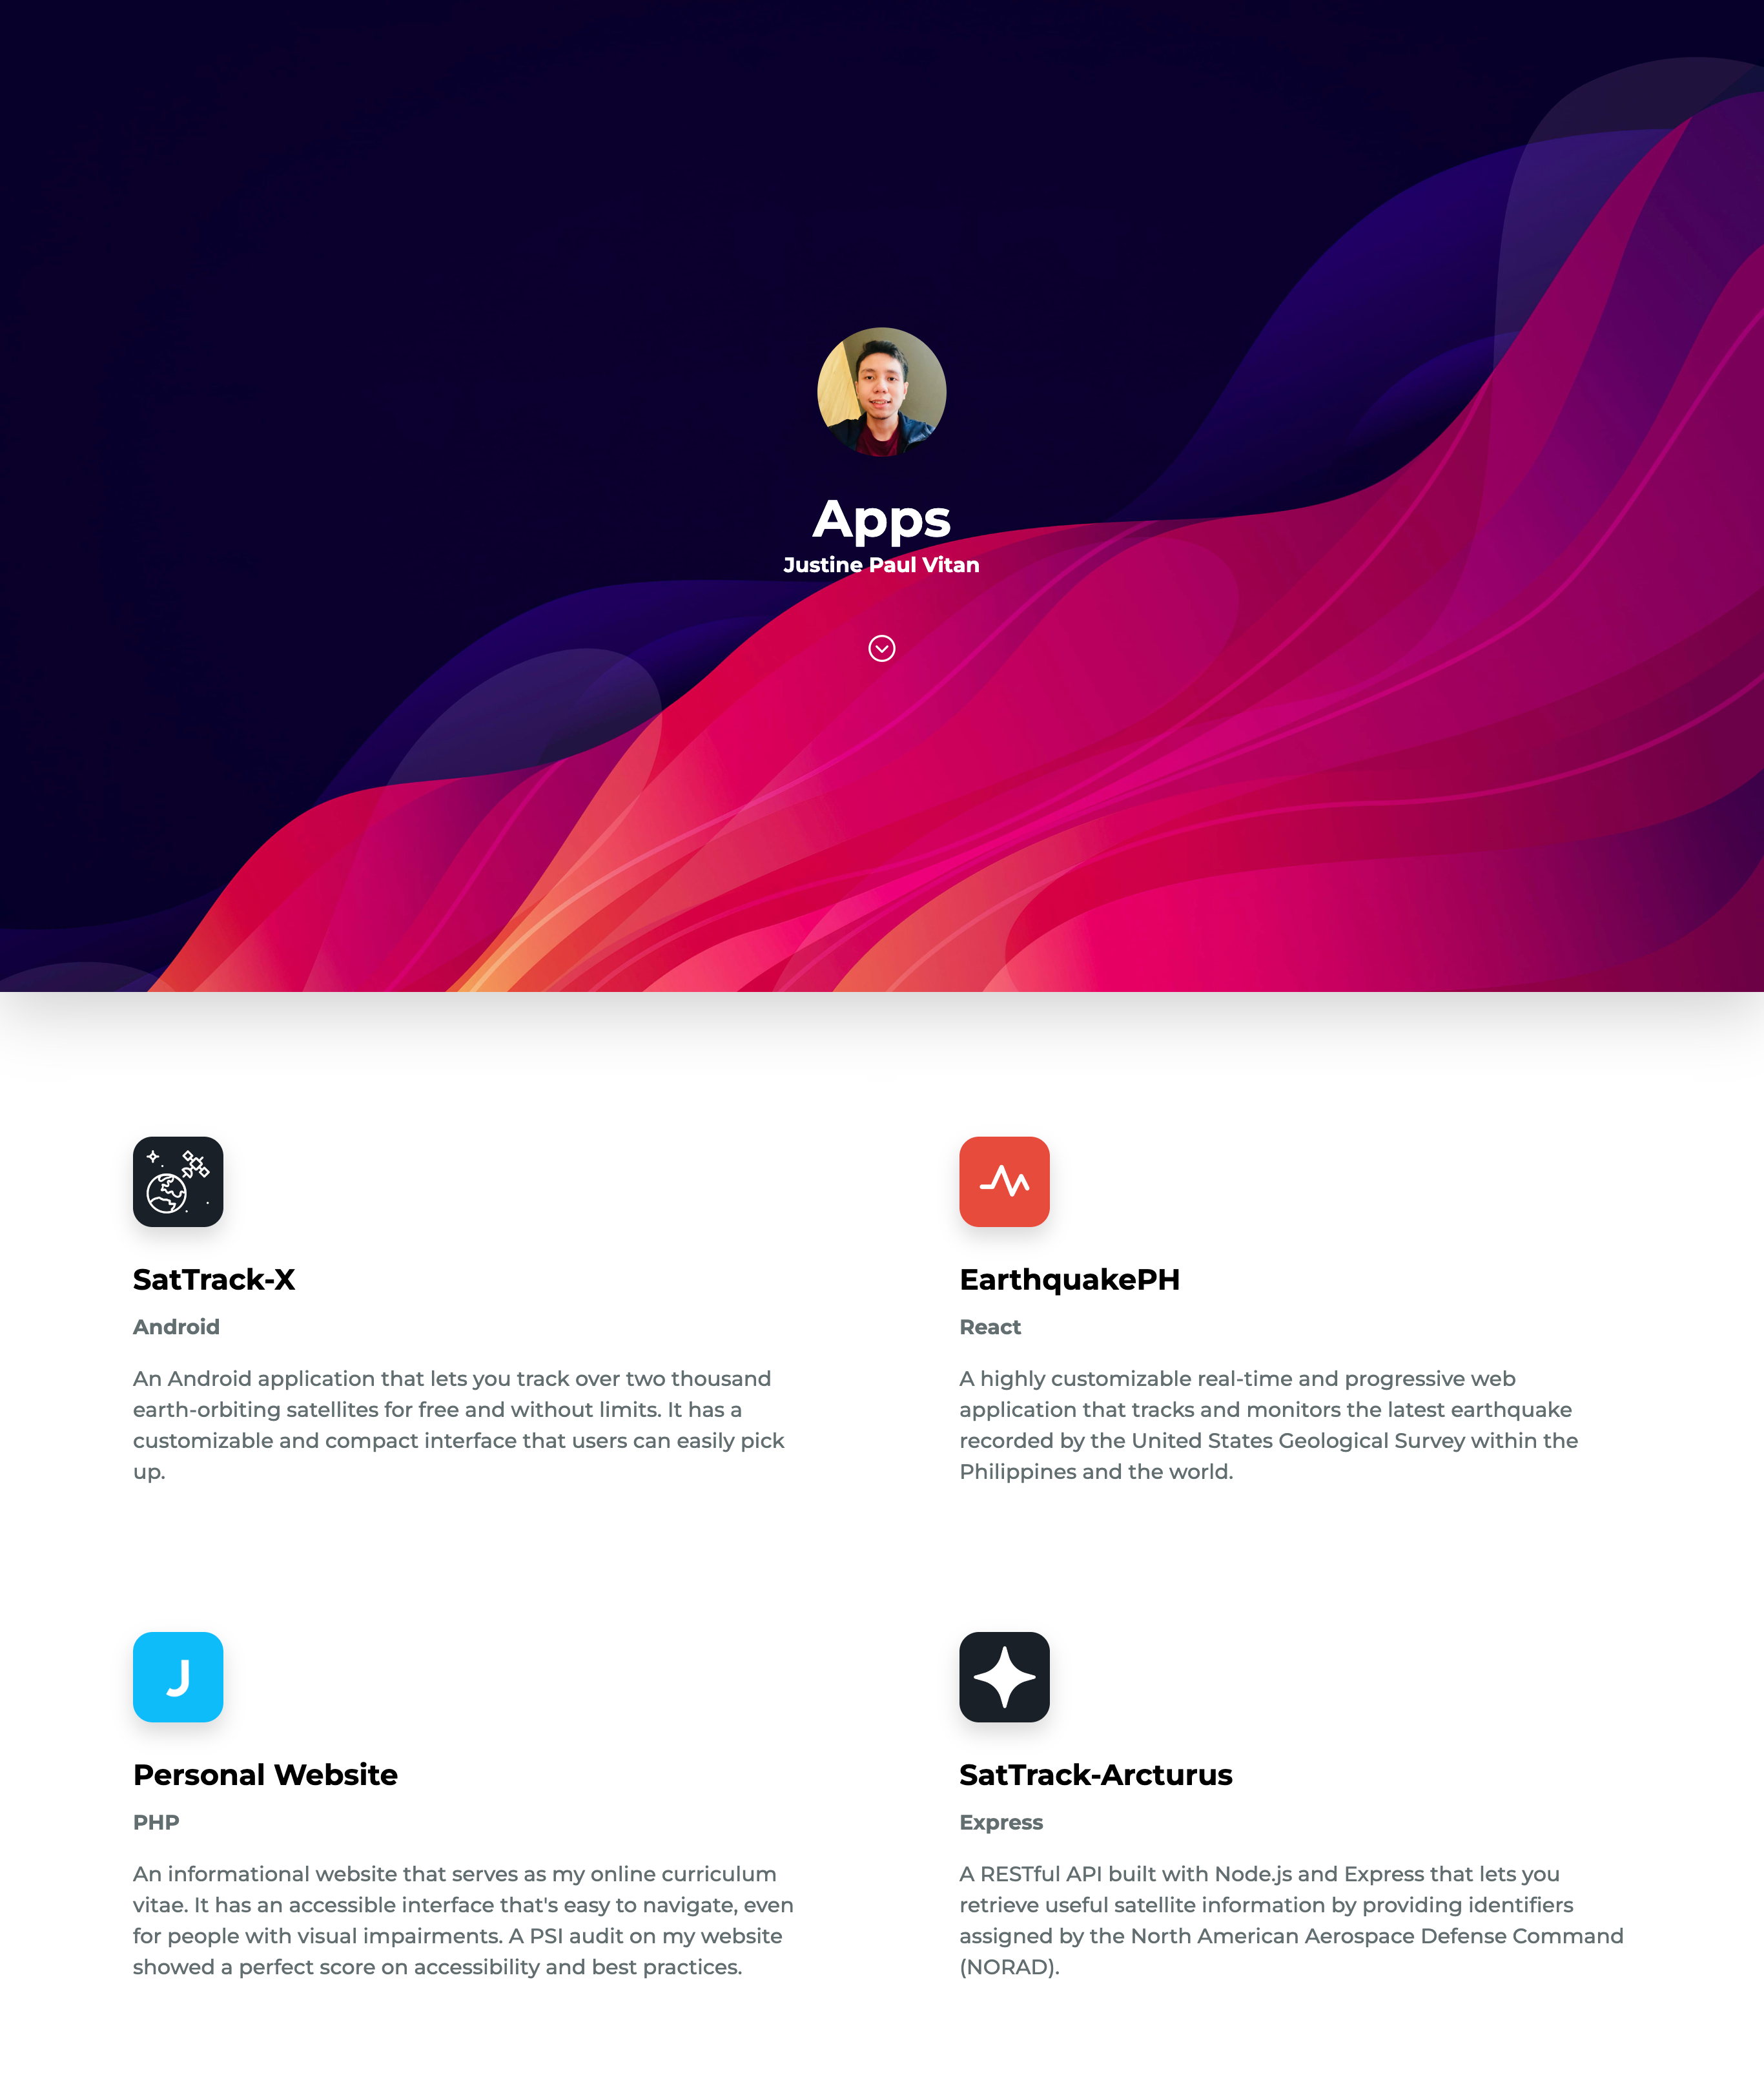 Apps
Justine Paul Vitan
SatTrack-X
Android
An Android application that lets you track over two thousand
earth-orbiting satellites for free and without limits. It has a
customizable and compact interface that users can easily pick
up.
EarthquakePH
React
A highly customizable real-time and progressive web
application that tracks and monitors the latest earthquake
recorded by the United States Geological Survey within the
Philippines and the world.
J
Personal Website
PHP
An informational website that serves as my online curriculum
vitae. It has an accessible interface that's easy to navigate, even
for people with visual impairments. A PSI audit on my website
showed a perfect score on accessibility and best practices.
SatTrack-Arcturus
Express
A RESTful API built with Node.js and Express that lets you
retrieve useful satellite information by providing identifiers
assigned by the North American Aerospace Defense Command
(NORAD).